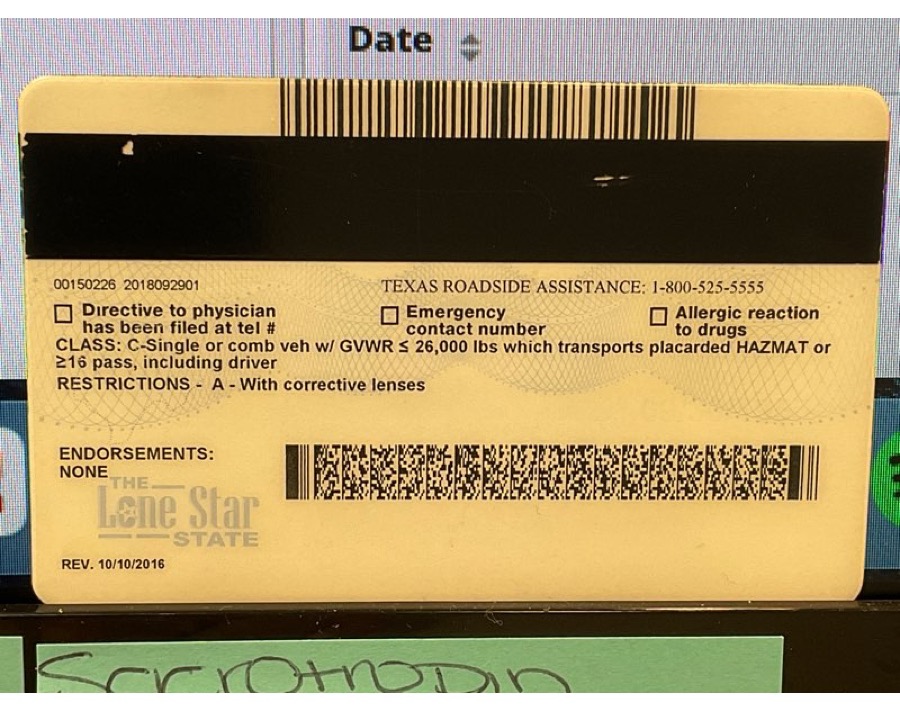 Date
00150226 2018092901
TEXAS ROADSIDE ASSISTANCE: 1-800-525-5555
Directive to physician
has been filed at tel #
Emergency
contact number
Allergic reaction
to drugs
CLASS: C-Single or comb veh w/ GVWR ≤ 26,000 lbs which transports placarded HAZMAT or
≥16 pass, including driver
RESTRICTIONS - A - With corrective lenses
ENDORSEMENTS:
NONE
THE
Lone Star
STATE
REV. 10/10/2016